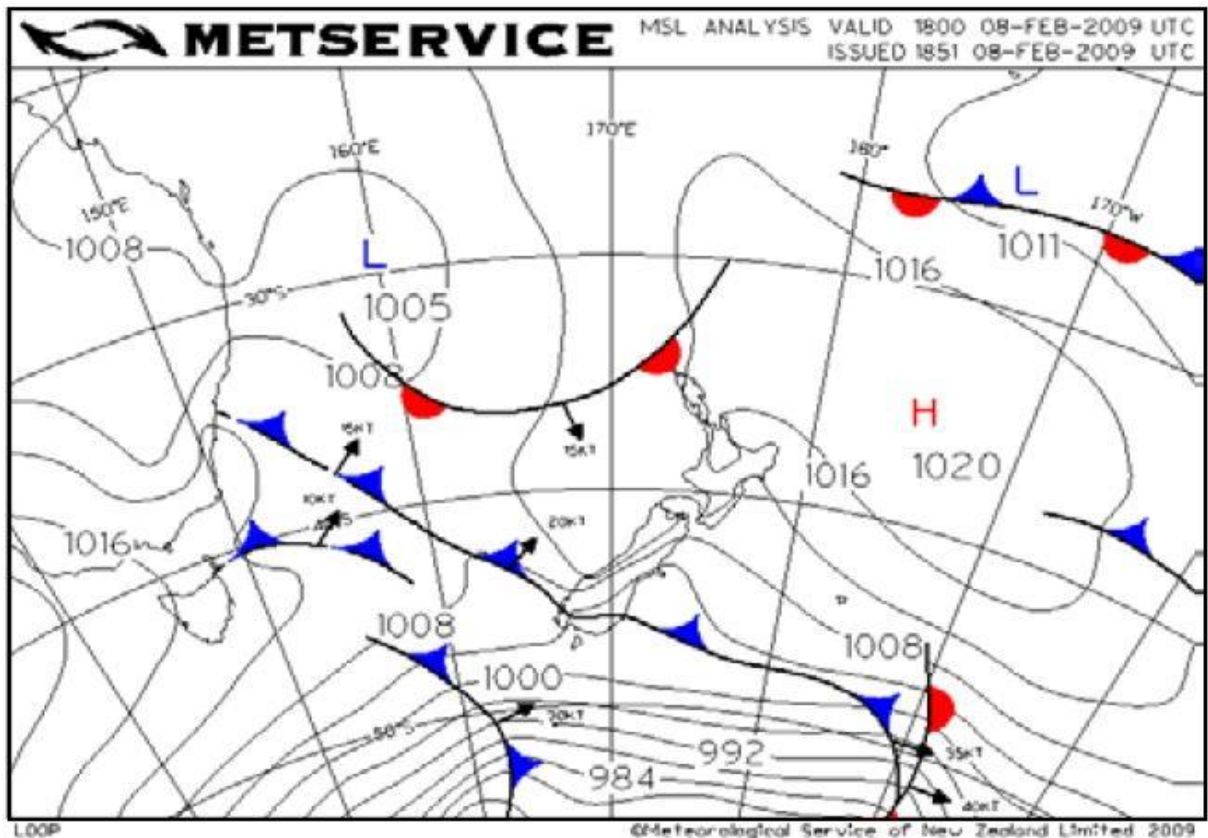 METSERVICE
MSL ANALYSIS VALID 1800 08-FEB-2009 UTC
ISSUED 1851 08-FEB-2009 UTC
170°E
160°E
180°
L
150°E
170°W
1008
L
1011
1016
30°S
1005
1008
H
15KT
15KT
1016
1020
10KT
20KT
1016
1008
1008
1000
30KT
50°S
992
35KT
984
40KT
LOOP
©Meteorological Service of New Zealand Limited 2009